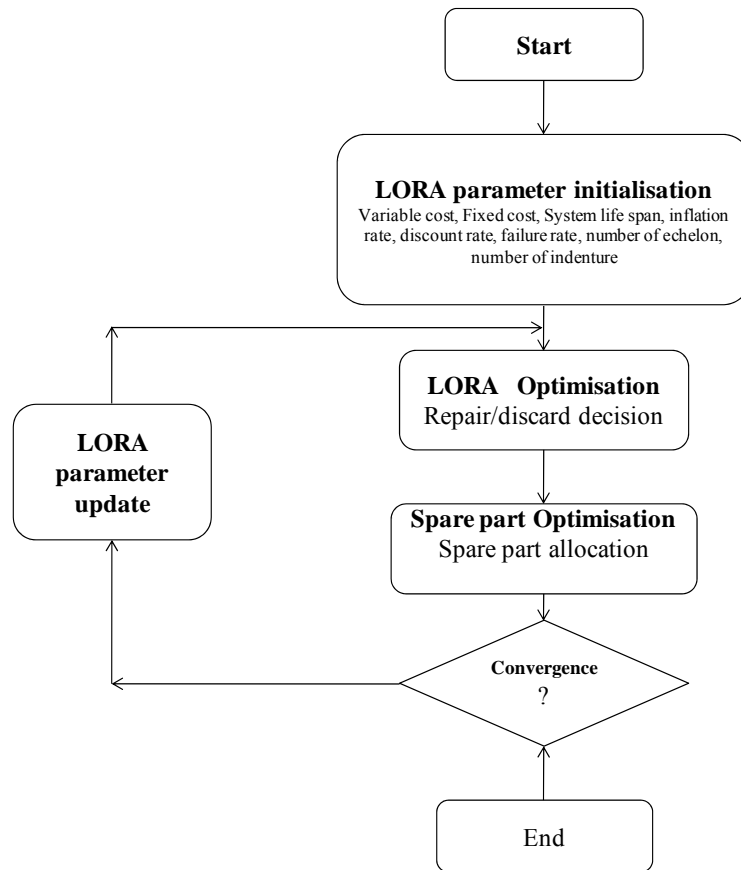 Start
LORA parameter initialisation
Variable cost, Fixed cost, System life span, inflation
rate, discount rate, failure rate, number of echelon,
number of indenture
LORA Optimisation
Repair/discard decision
LORA
parameter
update
Spare part Optimisation
Spare part allocation
Convergence
?
End